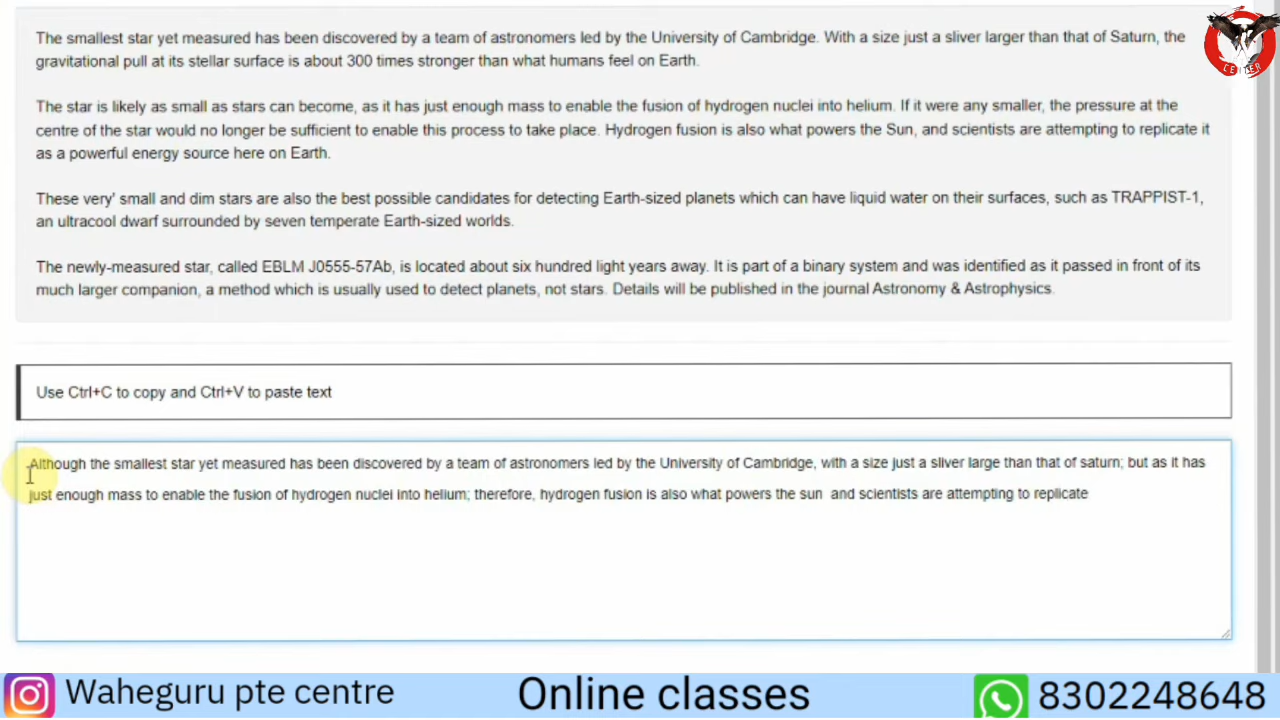 The smallest star yet measured has been discovered by a team of astronomers led by the University of Cambridge. With a size just a sliver larger than that of Saturn, the
gravitational pull at its stellar surface is about 300 times stronger than what humans feel on Earth.
The star is likely as small as stars can become, as it has just enough mass to enable the fusion of hydrogen nuclei into helium. If it were any smaller, the pressure at the
centre of the star would no longer be sufficient to enable this process to take place. Hydrogen fusion is also what powers the Sun, and scientists are attempting to replicate it
as a powerful energy source here on Earth.
These very' small and dim stars are also the best possible candidates for detecting Earth-sized planets which can have liquid water on their surfaces, such as TRAPPIST-1,
an ultracool dwarf surrounded by seven temperate Earth-sized worlds.
The newly-measured star, called EBLM J0555-57Ab, is located about six hundred light years away. It is part of a binary system and was identified as it passed in front of its
much larger companion, a method which is usually used to detect planets, not stars. Details will be published in the journal Astronomy & Astrophysics.
Use Ctrl+C to copy and Ctrl+V to paste text
Although the smallest star yet measured has been discovered by a team of astronomers led by the University of Cambridge, with a size just a sliver large than that of saturn; but as it has
just enough mass to enable the fusion of hydrogen nuclei into helium; therefore, hydrogen fusion is also what powers the sun  and scientists are attempting to replicate
Waheguru pte centre
Online classes
8302248648